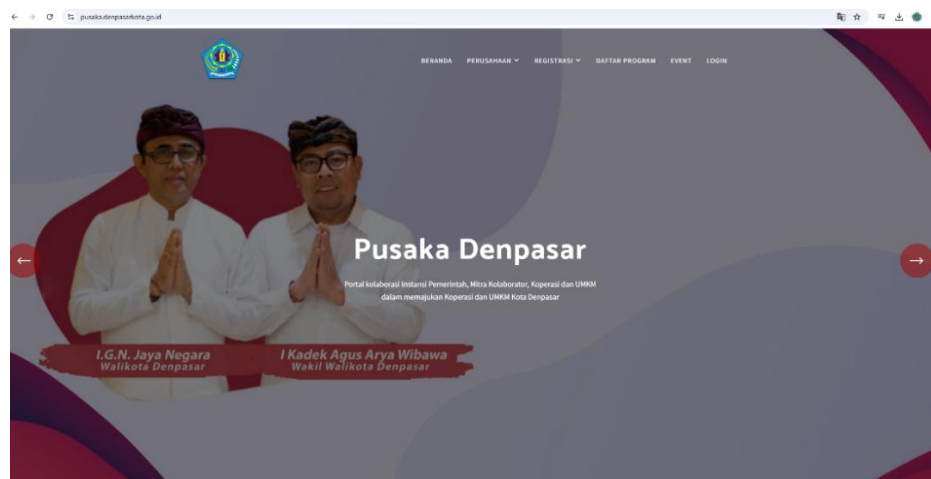 pusaka.denpasarkota.go.id
BERANDA PERUSAHAAN REGISTRASI DAFTAR PROGRAM EVENT LOGIN
Pusaka Denpasar
Portal kolaborasi Instansi Pemerintah, Mitra Kolaborator, Koperasi dan UMKM
dalam memajukan Koperasi dan UMKM Kota Denpasar
I.G.N. Jaya Negara
Walikota Denpasar
I Kadek Agus Arya Wibawa
Wakil Walikota Denpasar